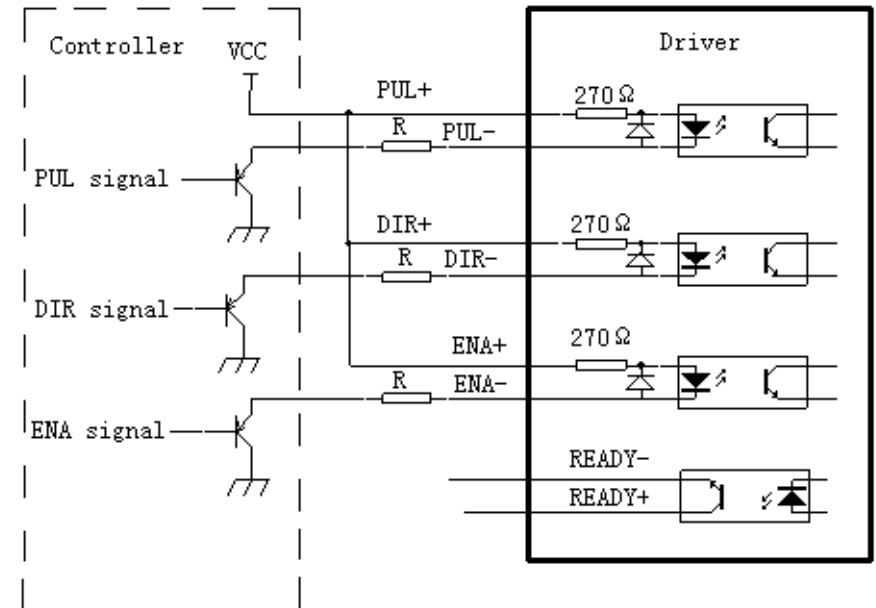 Controller
VCC
Driver
PUL+
270Ω
R
PUL-
PUL signal
DIR+
270Ω
R
DIR-
DIR signal
270Ω
ENA+
R
ENA-
ENA signal
READY-
READY+